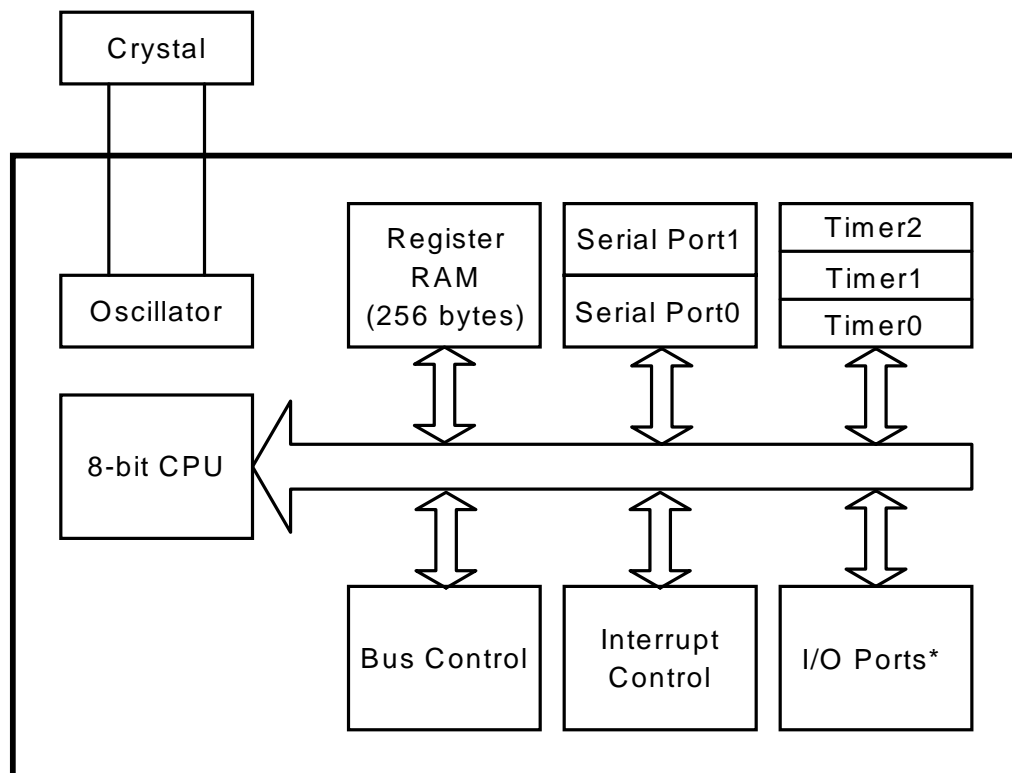 Crystal
Register
RAM
(256 bytes)
Serial Port1
Serial Port0
Timer2
Timer1
Timer0
Oscillator
8-bit CPU
Bus Control
Interrupt
Control
I/O Ports*